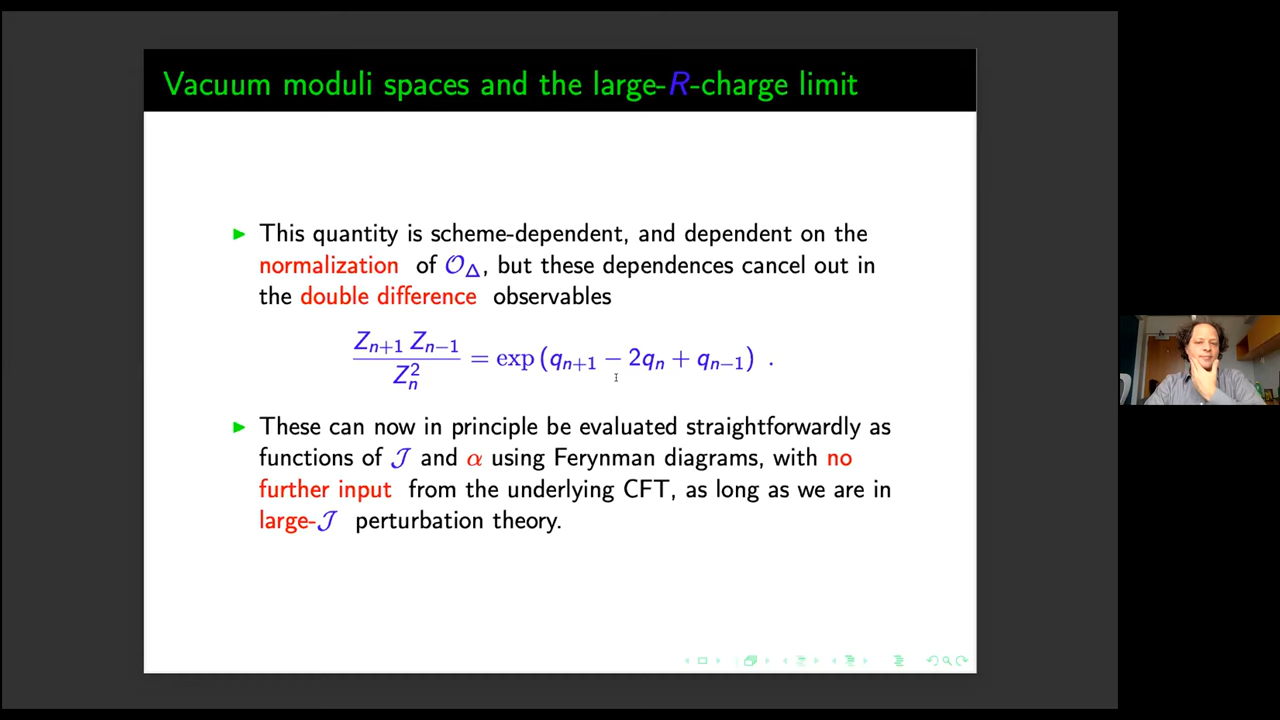 Vacuum moduli spaces and the large-R-charge limit
▶ This quantity is scheme-dependent, and dependent on the
normalization of 𝒪_Δ, but these dependences cancel out in
the double difference observables
Z_{n+1} Z_{n−1} / Z_n^2 = exp (q_{n+1} − 2q_n + q_{n−1}) .
▶ These can now in principle be evaluated straightforwardly as
functions of 𝒥 and α using Ferynman diagrams, with no
further input from the underlying CFT, as long as we are in
large-𝒥 perturbation theory.